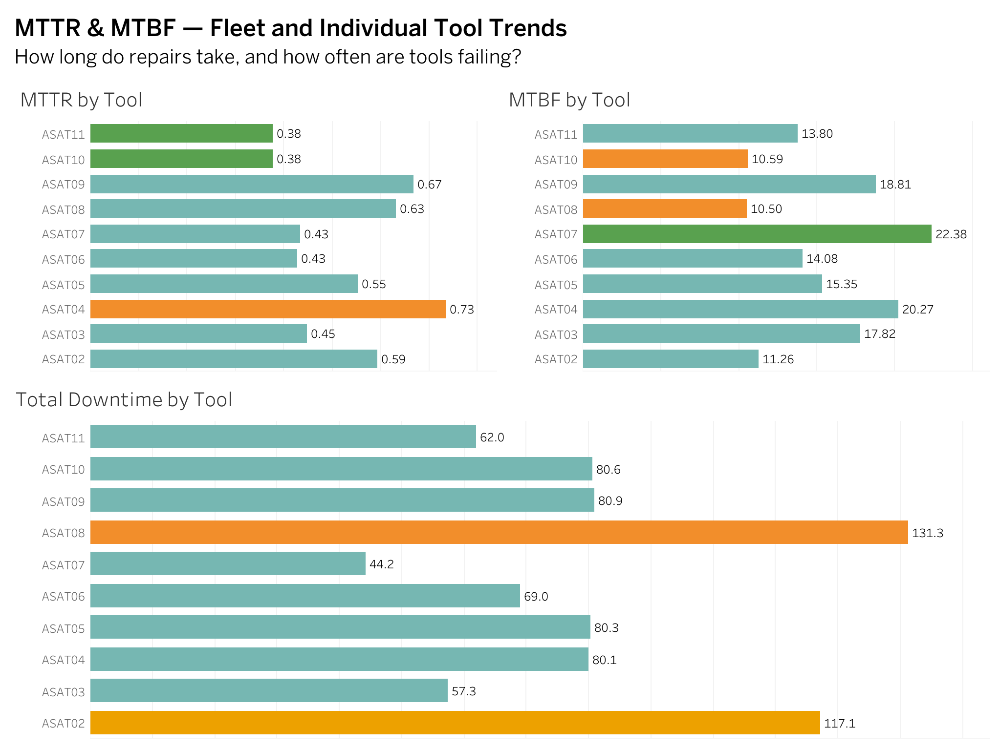 MTTR & MTBF — Fleet and Individual Tool Trends
How long do repairs take, and how often are tools failing?
MTTR by Tool
ASAT11 0.38
ASAT10 0.38
ASAT09 0.67
ASAT08 0.63
ASAT07 0.43
ASAT06 0.43
ASAT05 0.55
ASAT04 0.73
ASAT03 0.45
ASAT02 0.59
MTBF by Tool
ASAT11 13.80
ASAT10 10.59
ASAT09 18.81
ASAT08 10.50
ASAT07 22.38
ASAT06 14.08
ASAT05 15.35
ASAT04 20.27
ASAT03 17.82
ASAT02 11.26
Total Downtime by Tool
ASAT11 62.0
ASAT10 80.6
ASAT09 80.9
ASAT08 131.3
ASAT07 44.2
ASAT06 69.0
ASAT05 80.3
ASAT04 80.1
ASAT03 57.3
ASAT02 117.1